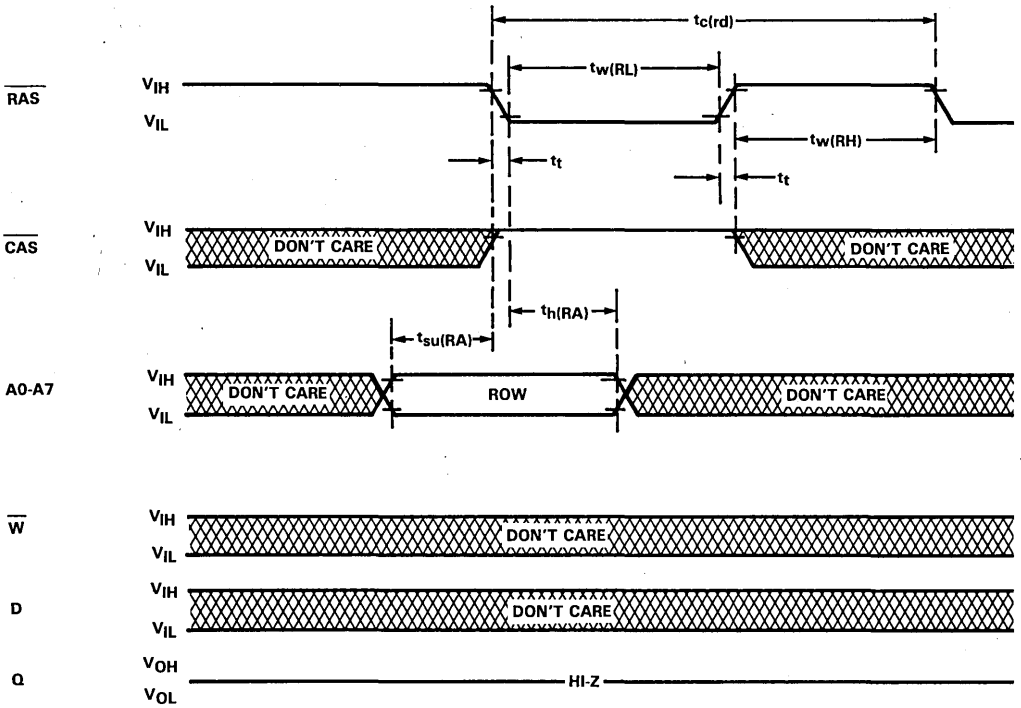 tc(rd)
tw(RL)
RAS
VIH
VIL
tw(RH)
tt
tt
CAS
VIH
DON'T CARE
DON'T CARE
VIL
th(RA)
tsu(RA)
A0-A7
VIH
DON'T CARE
ROW
DON'T CARE
VIL
W
VIH
DON'T CARE
VIL
D
VIH
DON'T CARE
VIL
Q
VOH
HI-Z
VOL